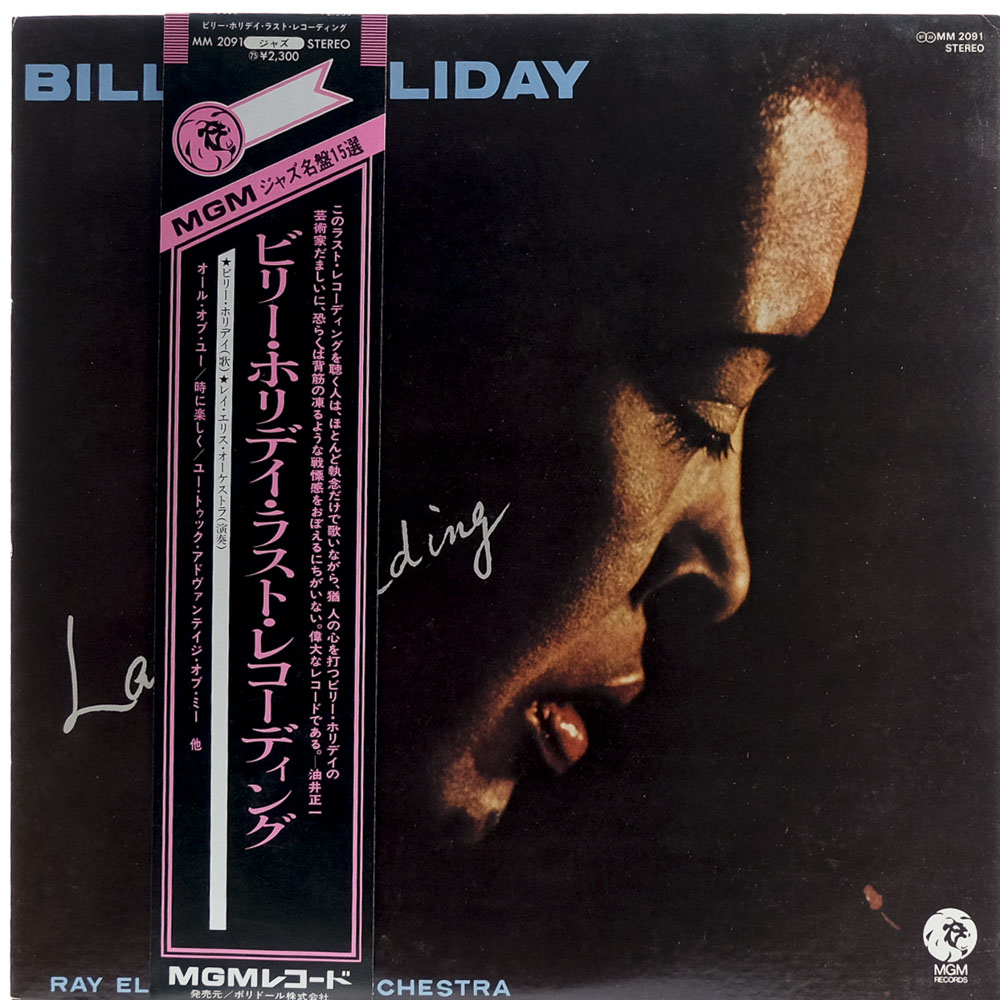 ビリー・ホリデイ・ラスト・レコーディング
MM 2091 ジャズ STEREO
㊆¥2,300
MM 2091
STEREO
BILL LIDAY
MGM ジャズ名盤15選
このラスト・レコーディングを聴く人は、ほとんど執念だけで歌いながら、猶 人の心を打つビリー・ホリデイの
芸術家だましいに、恐らくは背筋の凍るような戦慄感をおぼえるにちがいない。偉大なレコードである。—油井正一
ビリー・ホリデイ・ラスト・レコーディング
★ビリー・ホリデイ(歌)★レイ・エリス・オーケストラ(演奏)
オール・オブ・ユー/時に楽しく/ユー・トゥック・アドヴァンテイジ・オブ・ミー 他
La ding
MGMレコード
発売元/ポリドール株式会社
RAY EL CHESTRA
MGM
RECORDS